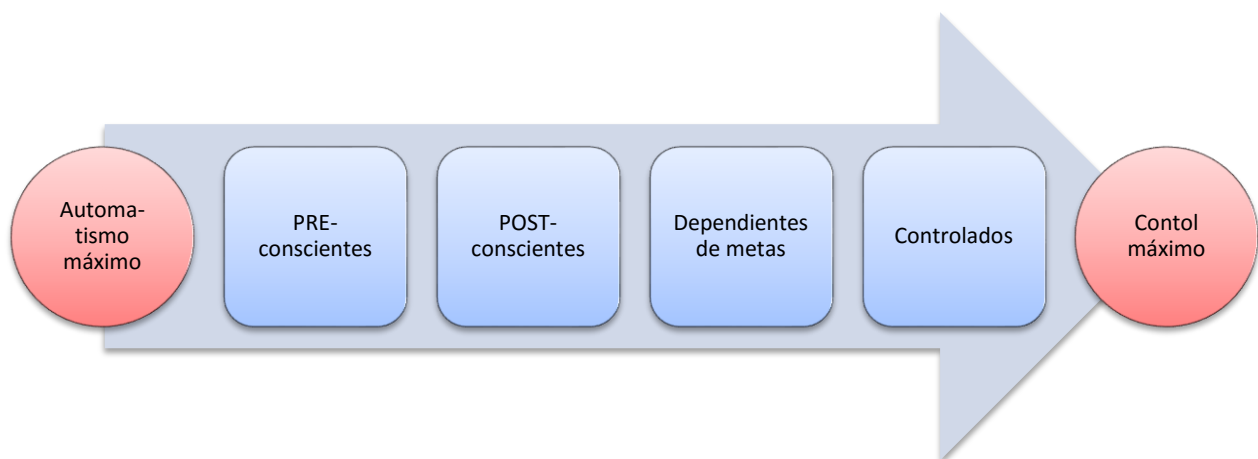 Automa-
tismo
máximo
PRE-
conscientes
POST-
conscientes
Dependientes
de metas
Controlados
Contol
máximo